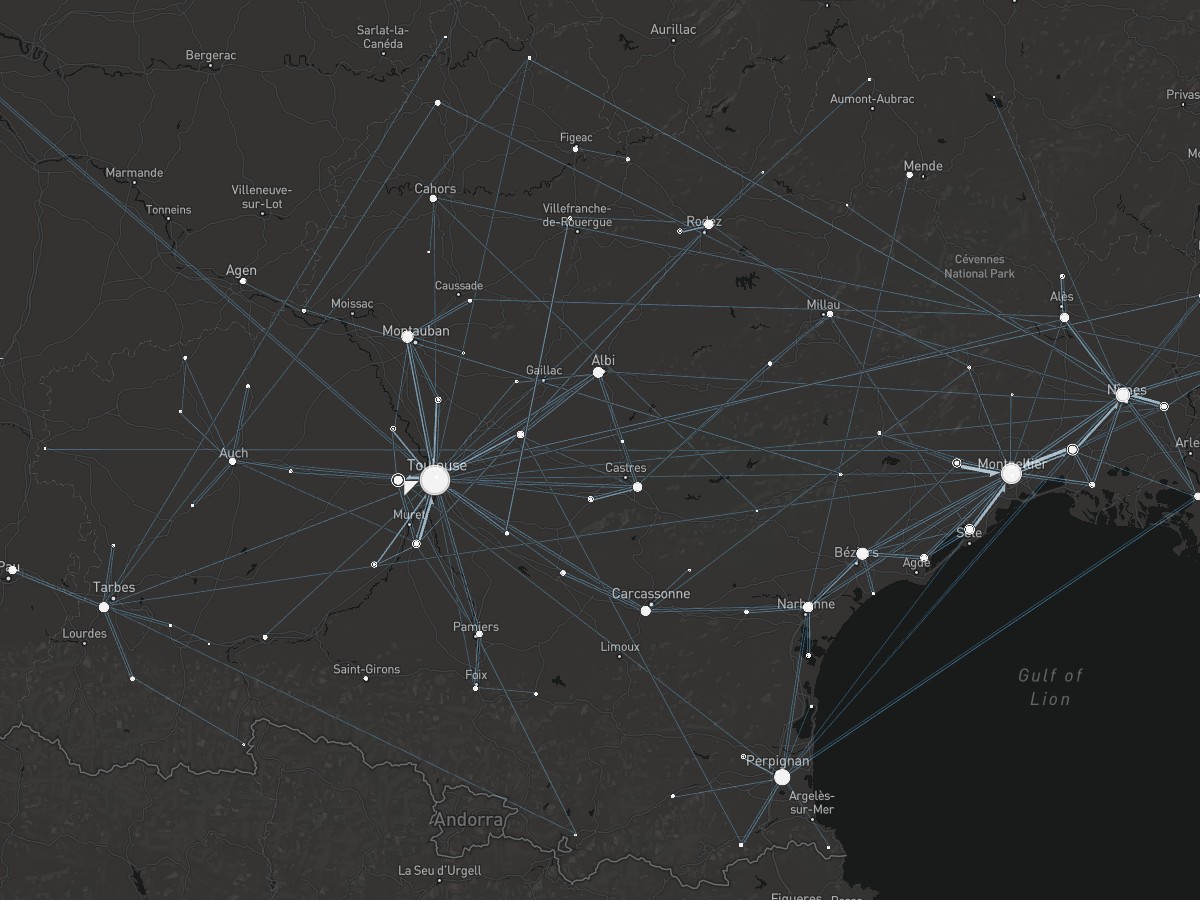 Sarlat-la-
Canéda
Aurillac
Bergerac
Aumont-Aubrac
Privas
Figeac
Marmande
Mende
Villeneuve-
sur-Lot
Cahors
Tonneins
Villefranche-
de-Rouergue
Rodez
Cévennes
National Park
Agen
Caussade
Moissac
Alès
Millau
Montauban
Albi
Gaillac
Nîmes
Auch
Arle
Toulouse
Castres
Montpellier
Muret
Sète
Béziers
Agde
Pau
Tarbes
Carcassonne
Narbonne
Pamiers
Lourdes
Limoux
Saint-Girons
Foix
Gulf of
Lion
Perpignan
Argelès-
sur-Mer
Andorra
La Seu d'Urgell
Figueres